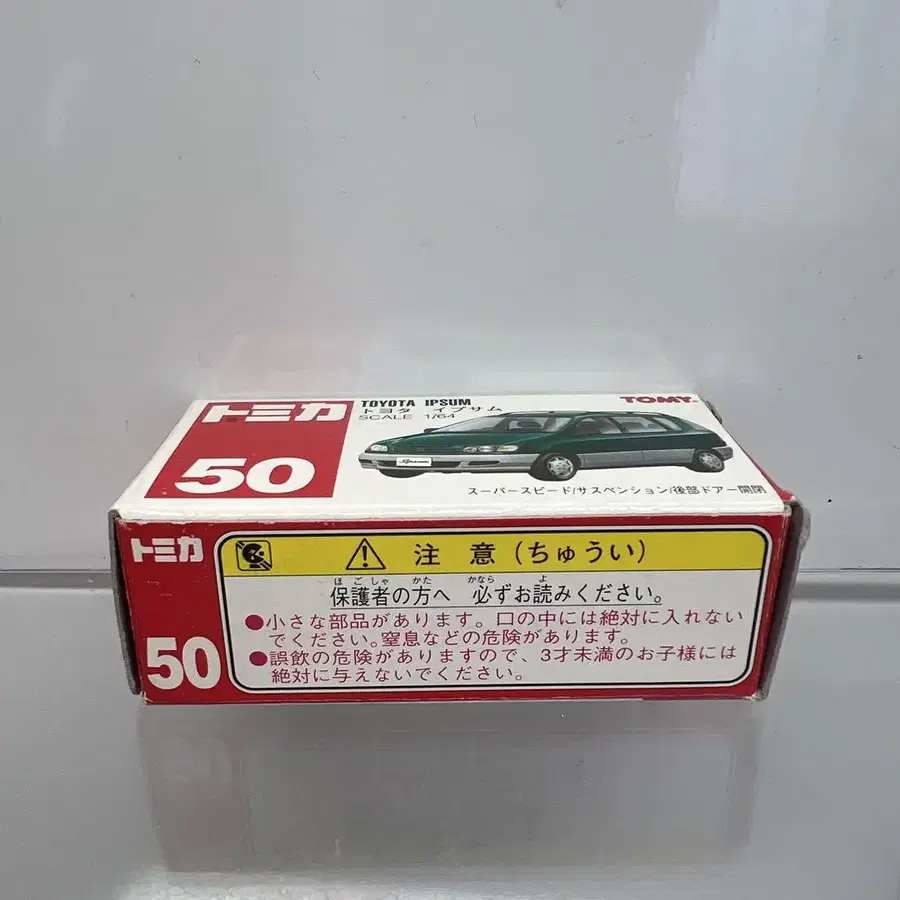 トミカ
50
TOYOTA IPSUM
トヨタ イプサム
SCALE 1/64
TOMY
Ipsum
スーパースピード/サスペンション/後部ドアー開閉
トミカ
50
注意(ちゅうい)
ほごしゃ かた かなら よ
保護者の方へ 必ずお読みください。
●小さな部品があります。口の中には絶対に入れない
でください。窒息などの危険があります。
●誤飲の危険がありますので、3才未満のお子様には
絶対に与えないでください。